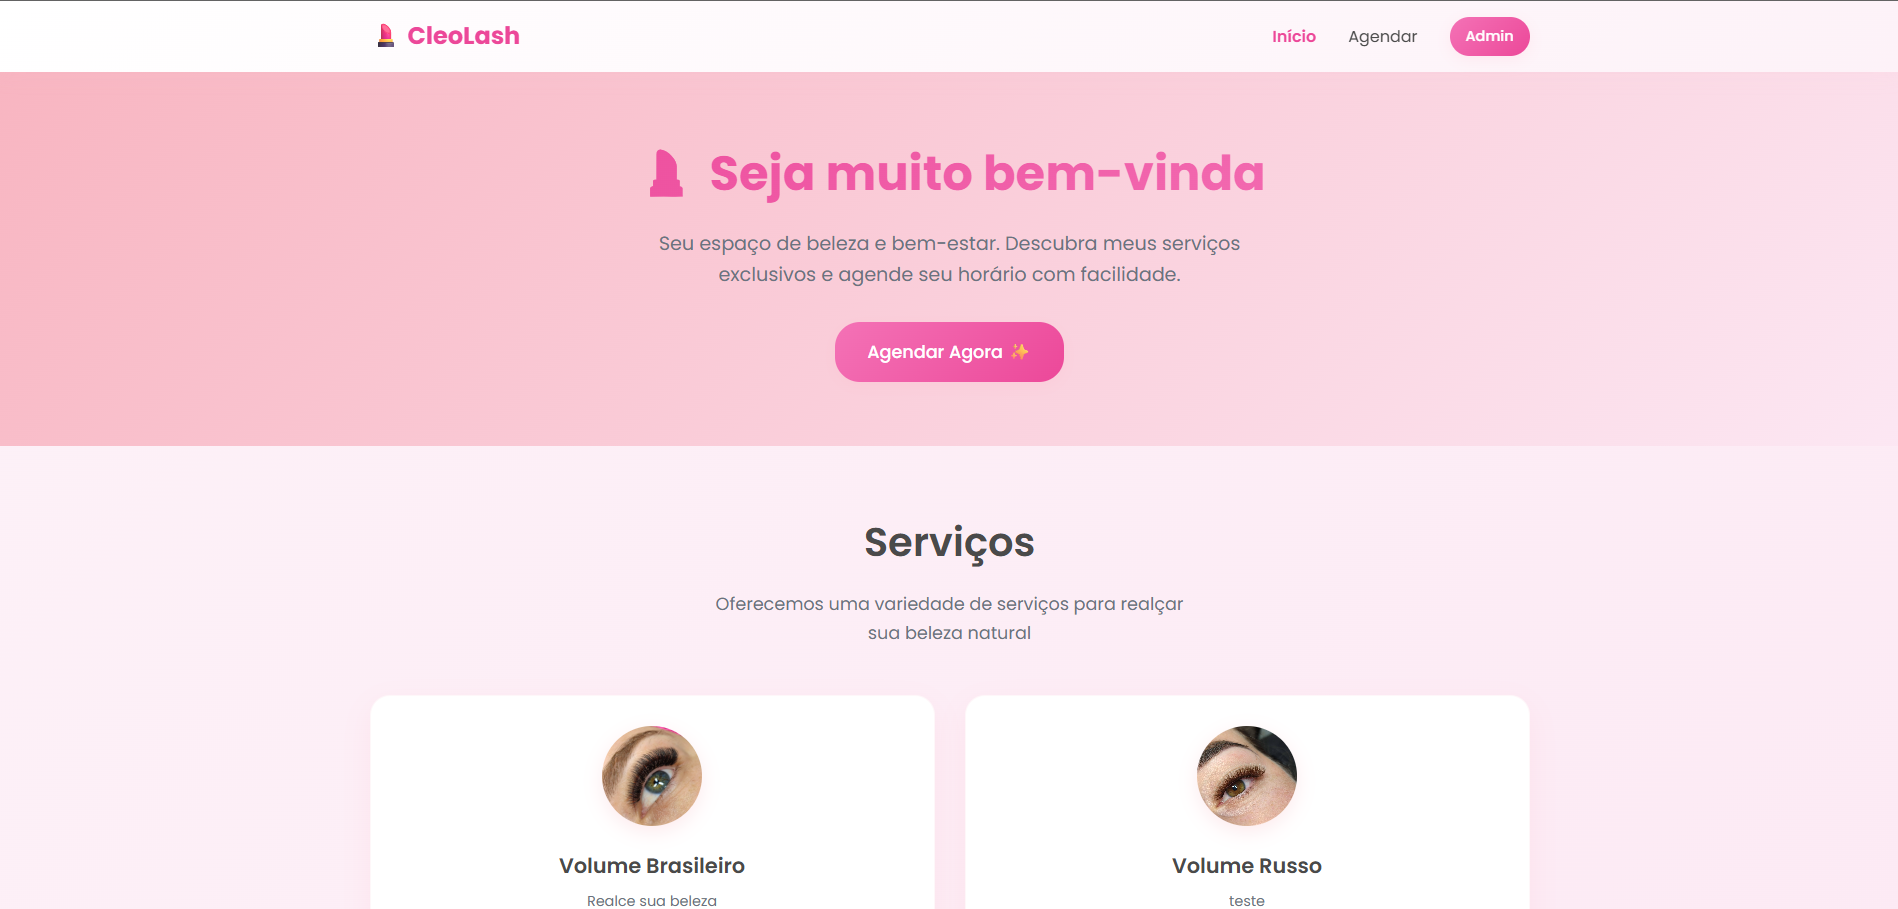 CleoLash
Início
Agendar
Admin
Seja muito bem-vinda
Seu espaço de beleza e bem-estar. Descubra meus serviços
exclusivos e agende seu horário com facilidade.
Agendar Agora ✨
Serviços
Oferecemos uma variedade de serviços para realçar
sua beleza natural
Volume Brasileiro
Realce sua beleza
Volume Russo
teste